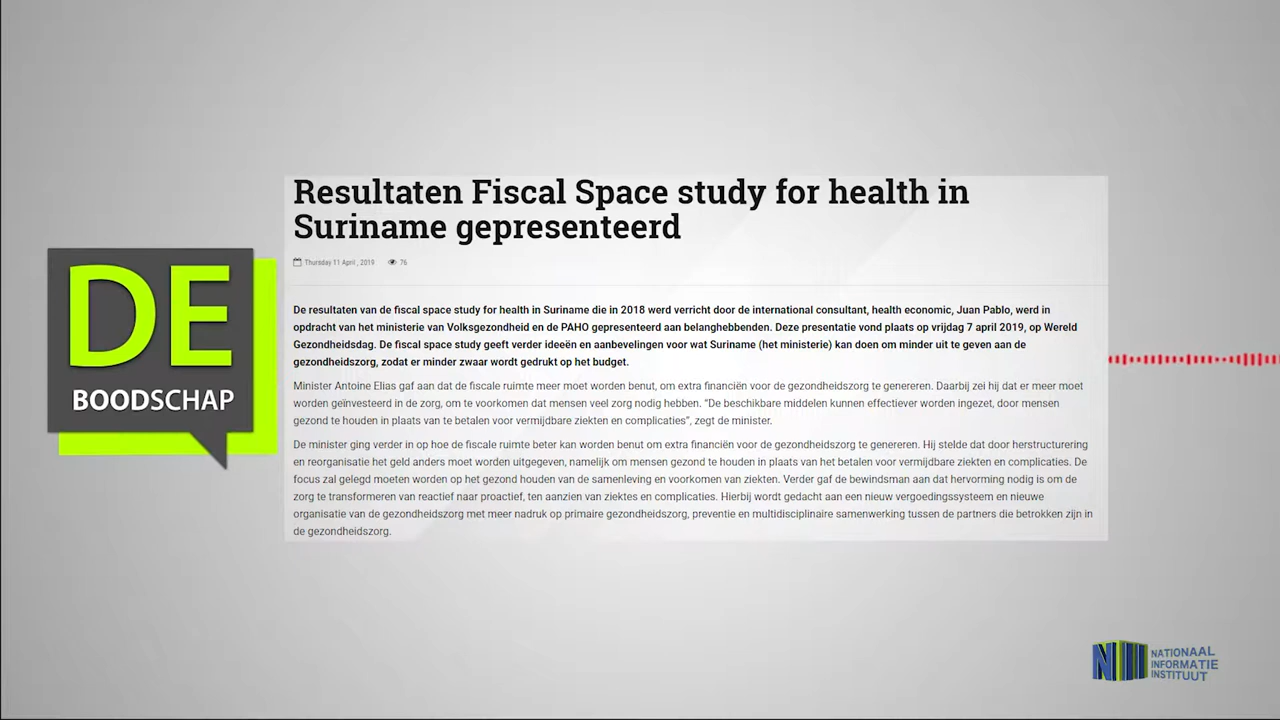 Resultaten Fiscal Space study for health in
Suriname gepresenteerd
Thursday 11 April , 2019 76
De resultaten van de fiscal space study for health in Suriname die in 2018 werd verricht door de international consultant, health economic, Juan Pablo, werd in
opdracht van het ministerie van Volksgezondheid en de PAHO gepresenteerd aan belanghebbenden. Deze presentatie vond plaats op vrijdag 7 april 2019, op Wereld
Gezondheidsdag. De fiscal space study geeft verder ideeën en aanbevelingen voor wat Suriname (het ministerie) kan doen om minder uit te geven aan de
gezondheidszorg, zodat er minder zwaar wordt gedrukt op het budget.
Minister Antoine Elias gaf aan dat de fiscale ruimte meer moet worden benut, om extra financiën voor de gezondheidszorg te genereren. Daarbij zei hij dat er meer moet
worden geïnvesteerd in de zorg, om te voorkomen dat mensen veel zorg nodig hebben. "De beschikbare middelen kunnen effectiever worden ingezet, door mensen
gezond te houden in plaats van te betalen voor vermijdbare ziekten en complicaties”, zegt de minister.
De minister ging verder in op hoe de fiscale ruimte beter kan worden benut om extra financiën voor de gezondheidszorg te genereren. Hij stelde dat door herstructurering
en reorganisatie het geld anders moet worden uitgegeven, namelijk om mensen gezond te houden in plaats van het betalen voor vermijdbare ziekten en complicaties. De
focus zal gelegd moeten worden op het gezond houden van de samenleving en voorkomen van ziekten. Verder gaf de bewindsman aan dat hervorming nodig is om de
zorg te transformeren van reactief naar proactief, ten aanzien van ziektes en complicaties. Hierbij wordt gedacht aan een nieuw vergoedingssysteem en nieuwe
organisatie van de gezondheidszorg met meer nadruk op primaire gezondheidszorg, preventie en multidisciplinaire samenwerking tussen de partners die betrokken zijn in
de gezondheidszorg.
DE
BOODSCHAP
NII
NATIONAAL
INFORMATIE
INSTITUUT